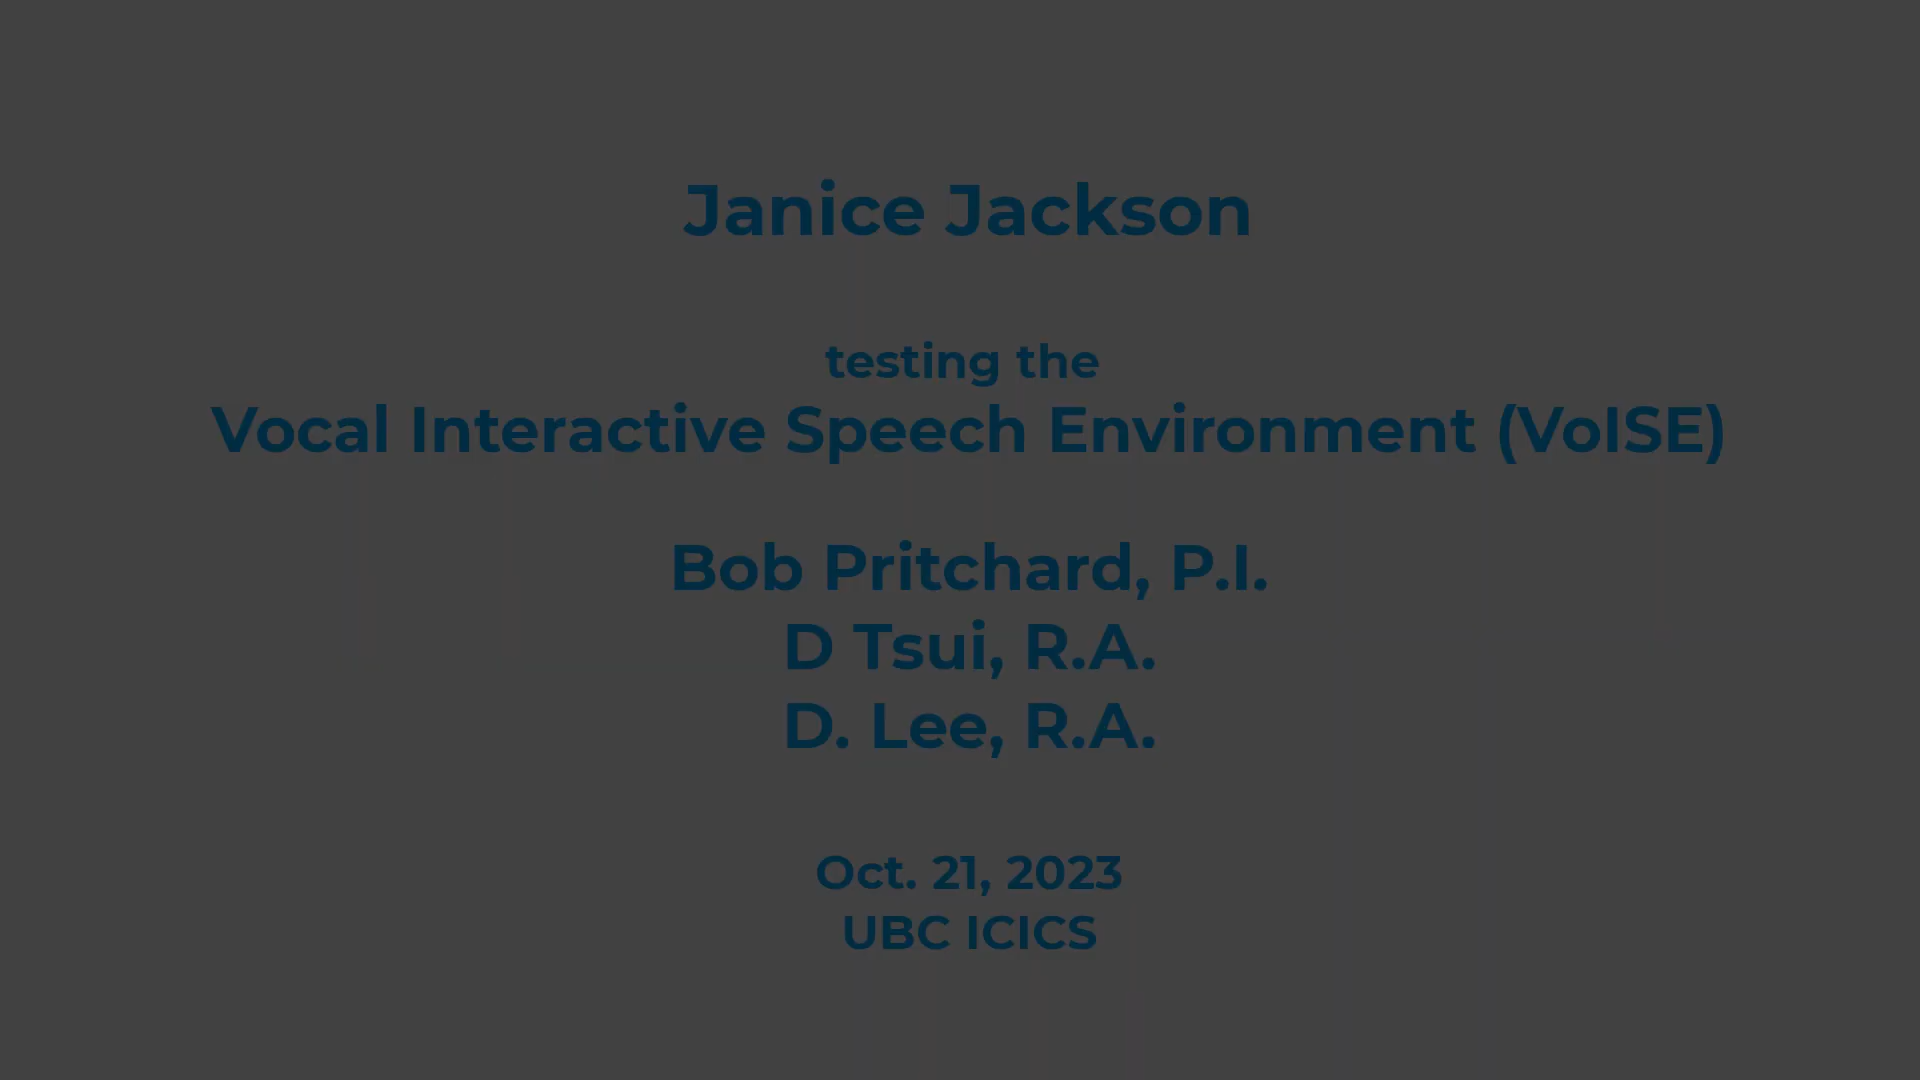 Janice Jackson
testing the
Vocal Interactive Speech Environment (VoISE)
Bob Pritchard, P.I.
D Tsui, R.A.
D. Lee, R.A.
Oct. 21, 2023
UBC ICICS